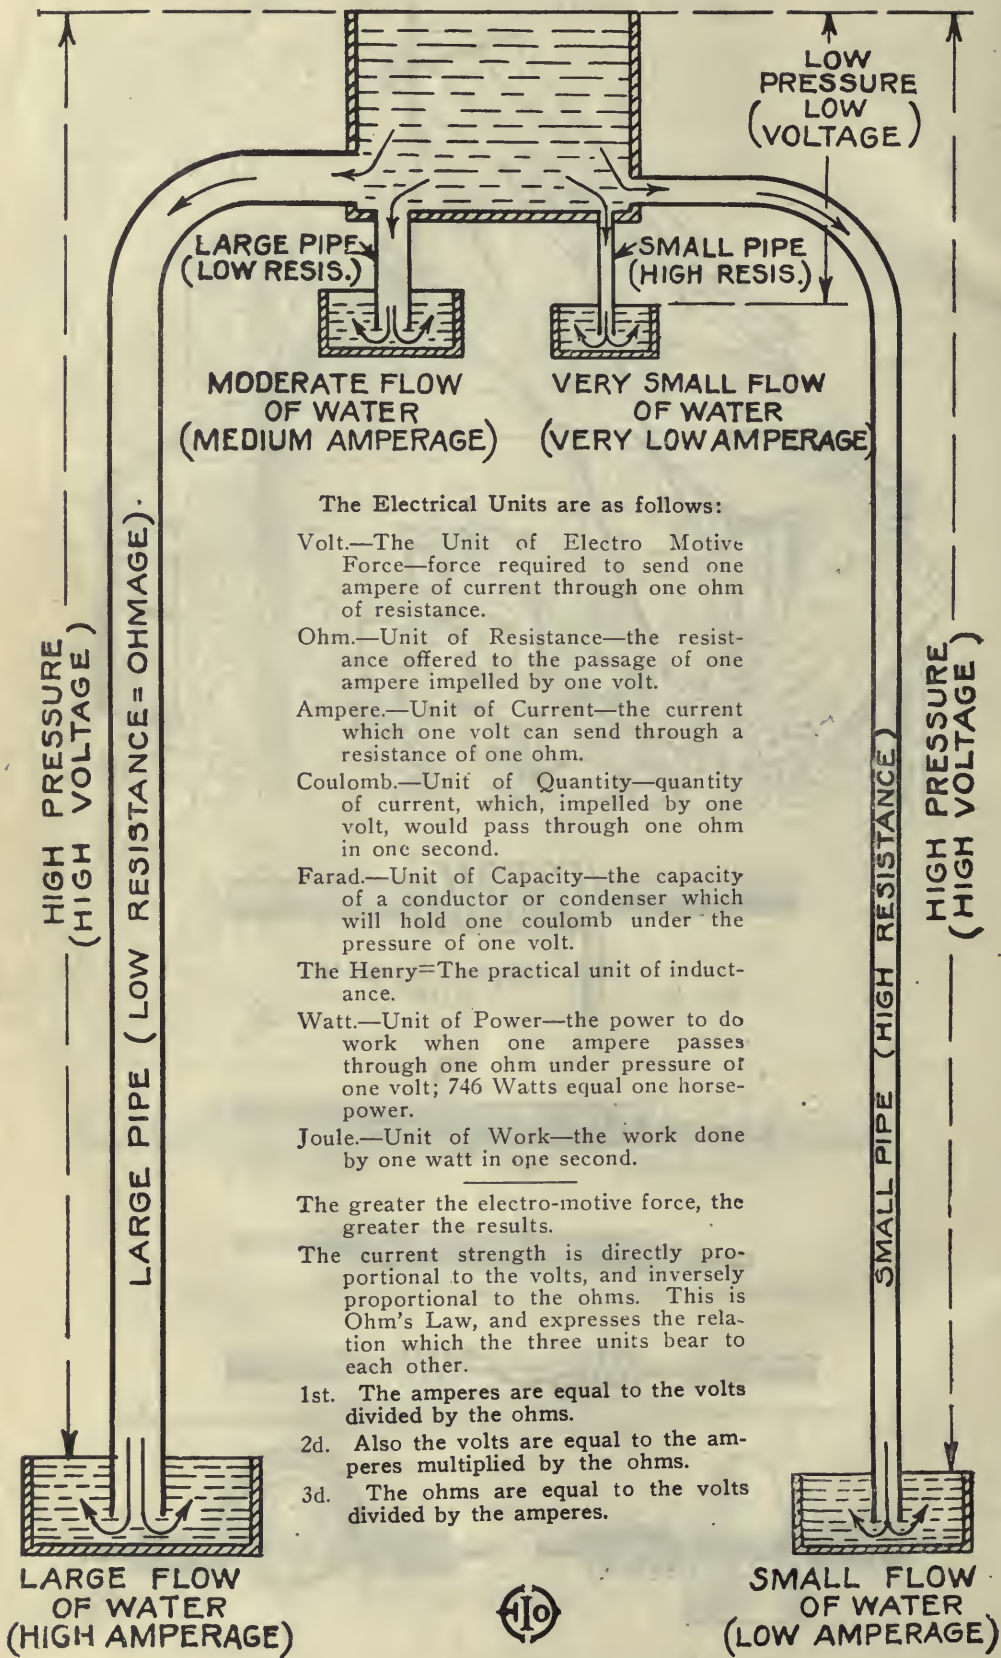 LOW
PRESSURE
LOW
(VOLTAGE)
LARGE PIPE
(LOW RESIS.)
SMALL PIPE
(HIGH RESIS.)
MODERATE FLOW
OF WATER
(MEDIUM AMPERAGE)
VERY SMALL FLOW
OF WATER
(VERY LOW AMPERAGE)
HIGH PRESSURE
(HIGH VOLTAGE)
LARGE PIPE (LOW RESISTANCE = OHMAGE).
The Electrical Units are as follows:
Volt.—The Unit of Electro Motive
Force—force required to send one
ampere of current through one ohm
of resistance.
Ohm.—Unit of Resistance—the resist-
ance offered to the passage of one
ampere impelled by one volt.
Ampere.—Unit of Current—the current
which one volt can send through a
resistance of one ohm.
Coulomb.—Unit of Quantity—quantity
of current, which, impelled by one
volt, would pass through one ohm
in one second.
Farad.—Unit of Capacity—the capacity
of a conductor or condenser which
will hold one coulomb under the
pressure of one volt.
The Henry=The practical unit of induct-
ance.
Watt.—Unit of Power—the power to do
work when one ampere passes
through one ohm under pressure of
one volt; 746 Watts equal one horse-
power.
Joule.—Unit of Work—the work done
by one watt in one second.
The greater the electro-motive force, the
greater the results.
The current strength is directly pro-
portional to the volts, and inversely
proportional to the ohms. This is
Ohm's Law, and expresses the rela-
tion which the three units bear to
each other.
1st. The amperes are equal to the volts
divided by the ohms.
2d. Also the volts are equal to the am-
peres multiplied by the ohms.
3d. The ohms are equal to the volts
divided by the amperes.
SMALL PIPE (HIGH RESISTANCE)
HIGH PRESSURE
(HIGH VOLTAGE)
LARGE FLOW
OF WATER
(HIGH AMPERAGE)
SMALL FLOW
OF WATER
(LOW AMPERAGE)